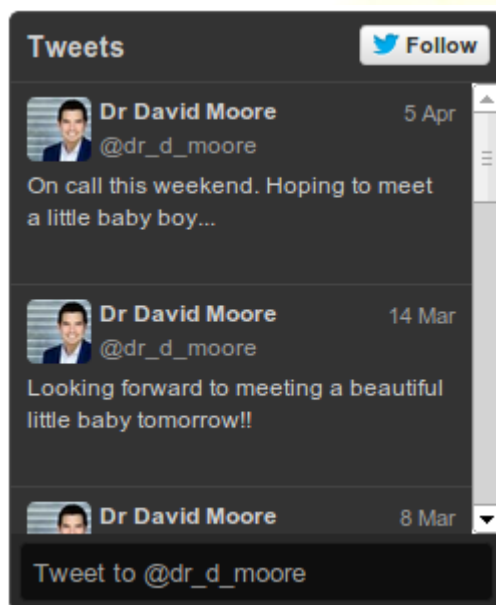 Tweets
Follow
Dr David Moore 5 Apr
@dr_d_moore
On call this weekend. Hoping to meet
a little baby boy...
Dr David Moore 14 Mar
@dr_d_moore
Looking forward to meeting a beautiful
little baby tomorrow!!
Dr David Moore 8 Mar
Tweet to @dr_d_moore